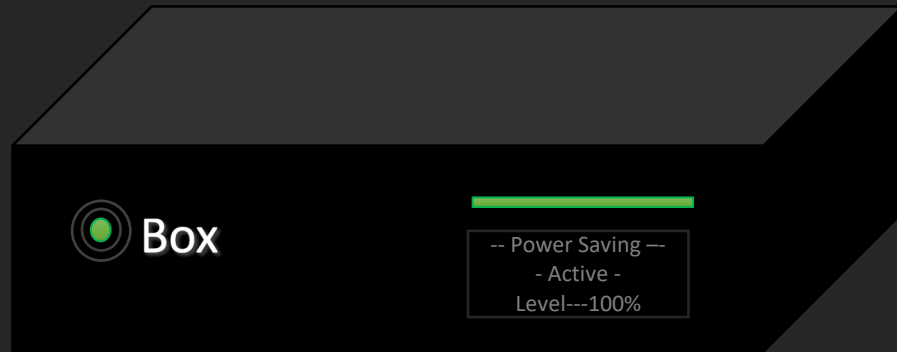 Box
-- Power Saving –-
- Active -
Level---100%